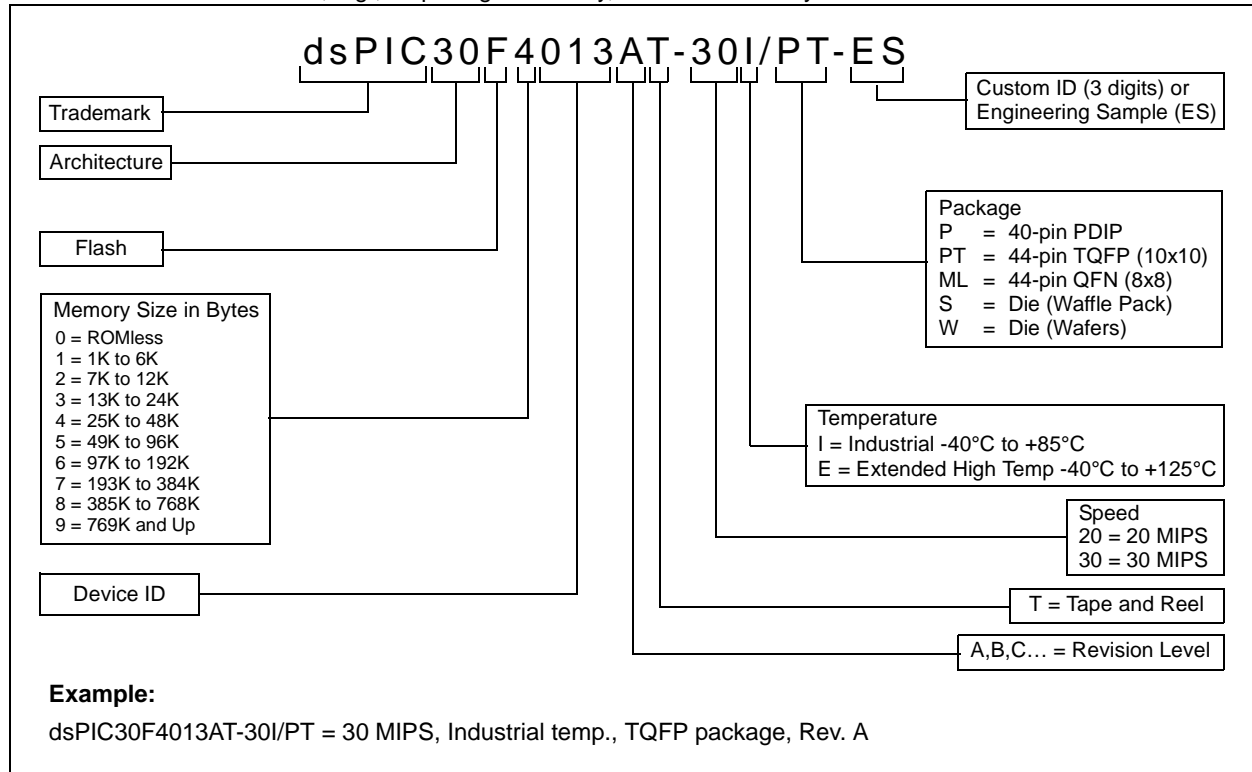 dsPIC30F4013AT-30I/PT-ES
Trademark
Architecture
Flash
Memory Size in Bytes
0 = ROMless
1 = 1K to 6K
2 = 7K to 12K
3 = 13K to 24K
4 = 25K to 48K
5 = 49K to 96K
6 = 97K to 192K
7 = 193K to 384K
8 = 385K to 768K
9 = 769K and Up
Device ID
Custom ID (3 digits) or
Engineering Sample (ES)
Package
P = 40-pin PDIP
PT = 44-pin TQFP (10x10)
ML = 44-pin QFN (8x8)
S = Die (Waffle Pack)
W = Die (Wafers)
Temperature
I = Industrial -40°C to +85°C
E = Extended High Temp -40°C to +125°C
Speed
20 = 20 MIPS
30 = 30 MIPS
T = Tape and Reel
A,B,C… = Revision Level
Example:
dsPIC30F4013AT-30I/PT = 30 MIPS, Industrial temp., TQFP package, Rev. A